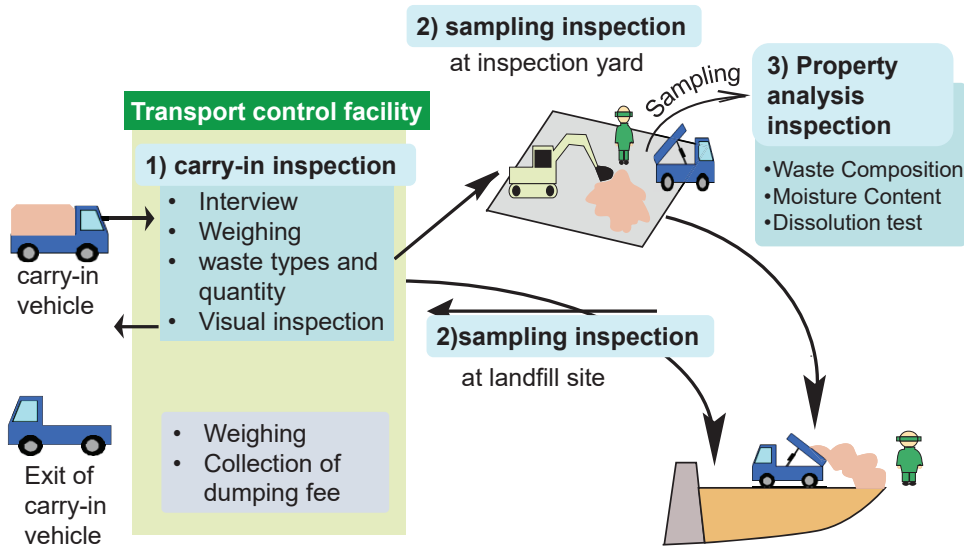 2) sampling inspection
at inspection yard
Sampling
3) Property
analysis
inspection
•Waste Composition
•Moisture Content
•Dissolution test
Transport control facility
1) carry-in inspection
• Interview
• Weighing
• waste types and
quantity
• Visual inspection
carry-in
vehicle
2)sampling inspection
at landfill site
• Weighing
• Collection of
dumping fee
Exit of
carry-in
vehicle